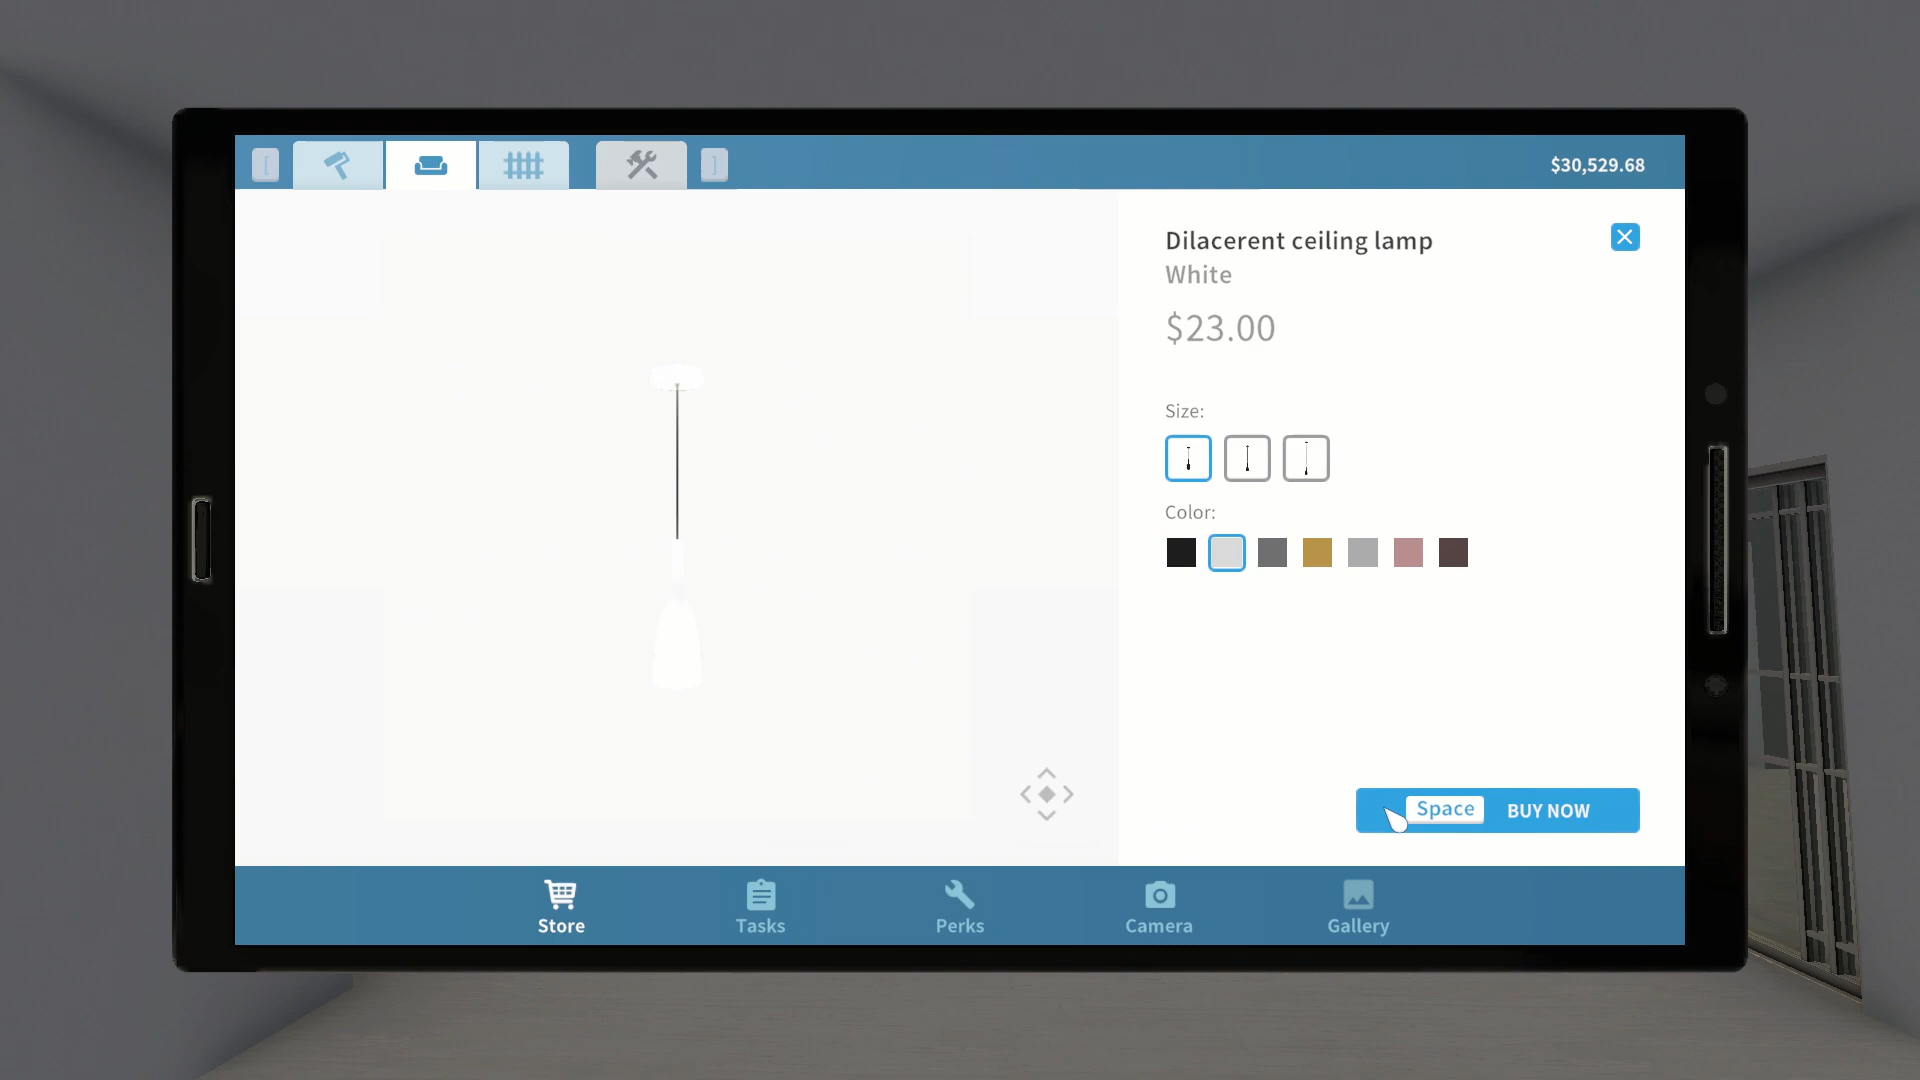 [
]
$30,529.68
Dilacerent ceiling lamp
White
$23.00
Size:
Color:
Space BUY NOW
Store
Tasks
Perks
Camera
Gallery